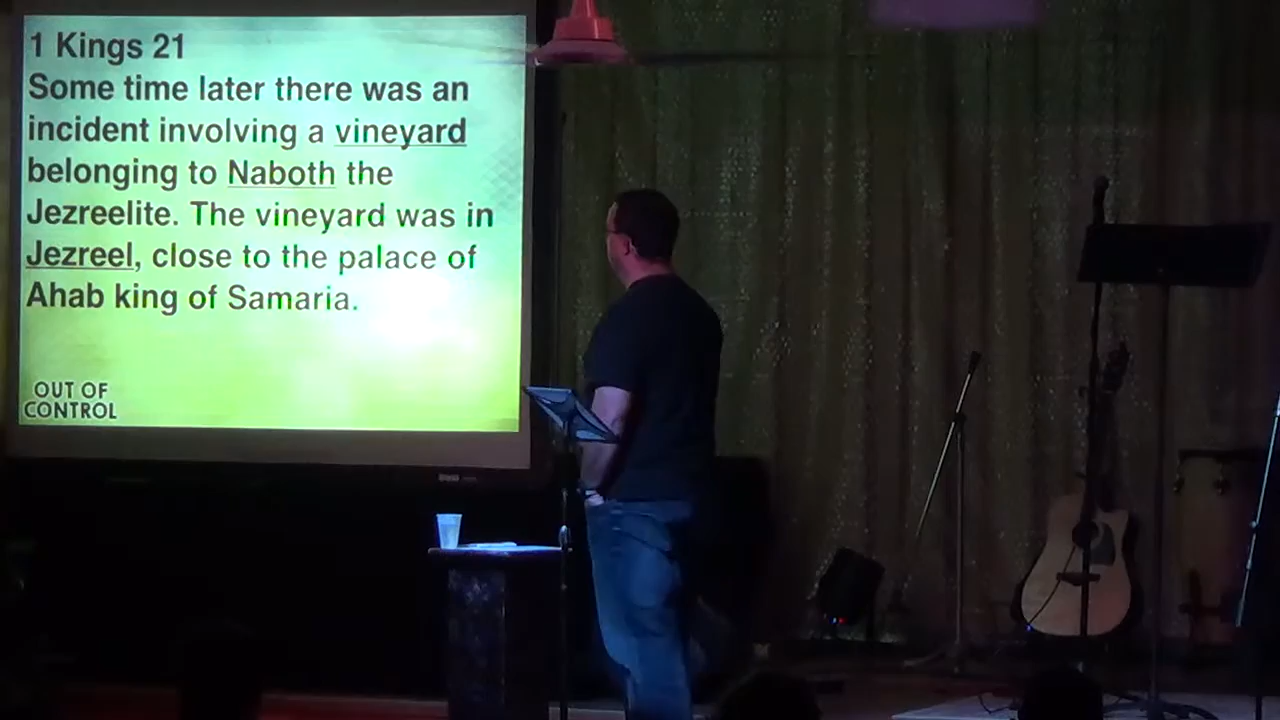 1 Kings 21
Some time later there was an
incident involving a vineyard
belonging to Naboth the
Jezreelite. The vineyard was in
Jezreel, close to the palace of
Ahab king of Samaria.
OUT OF
CONTROL